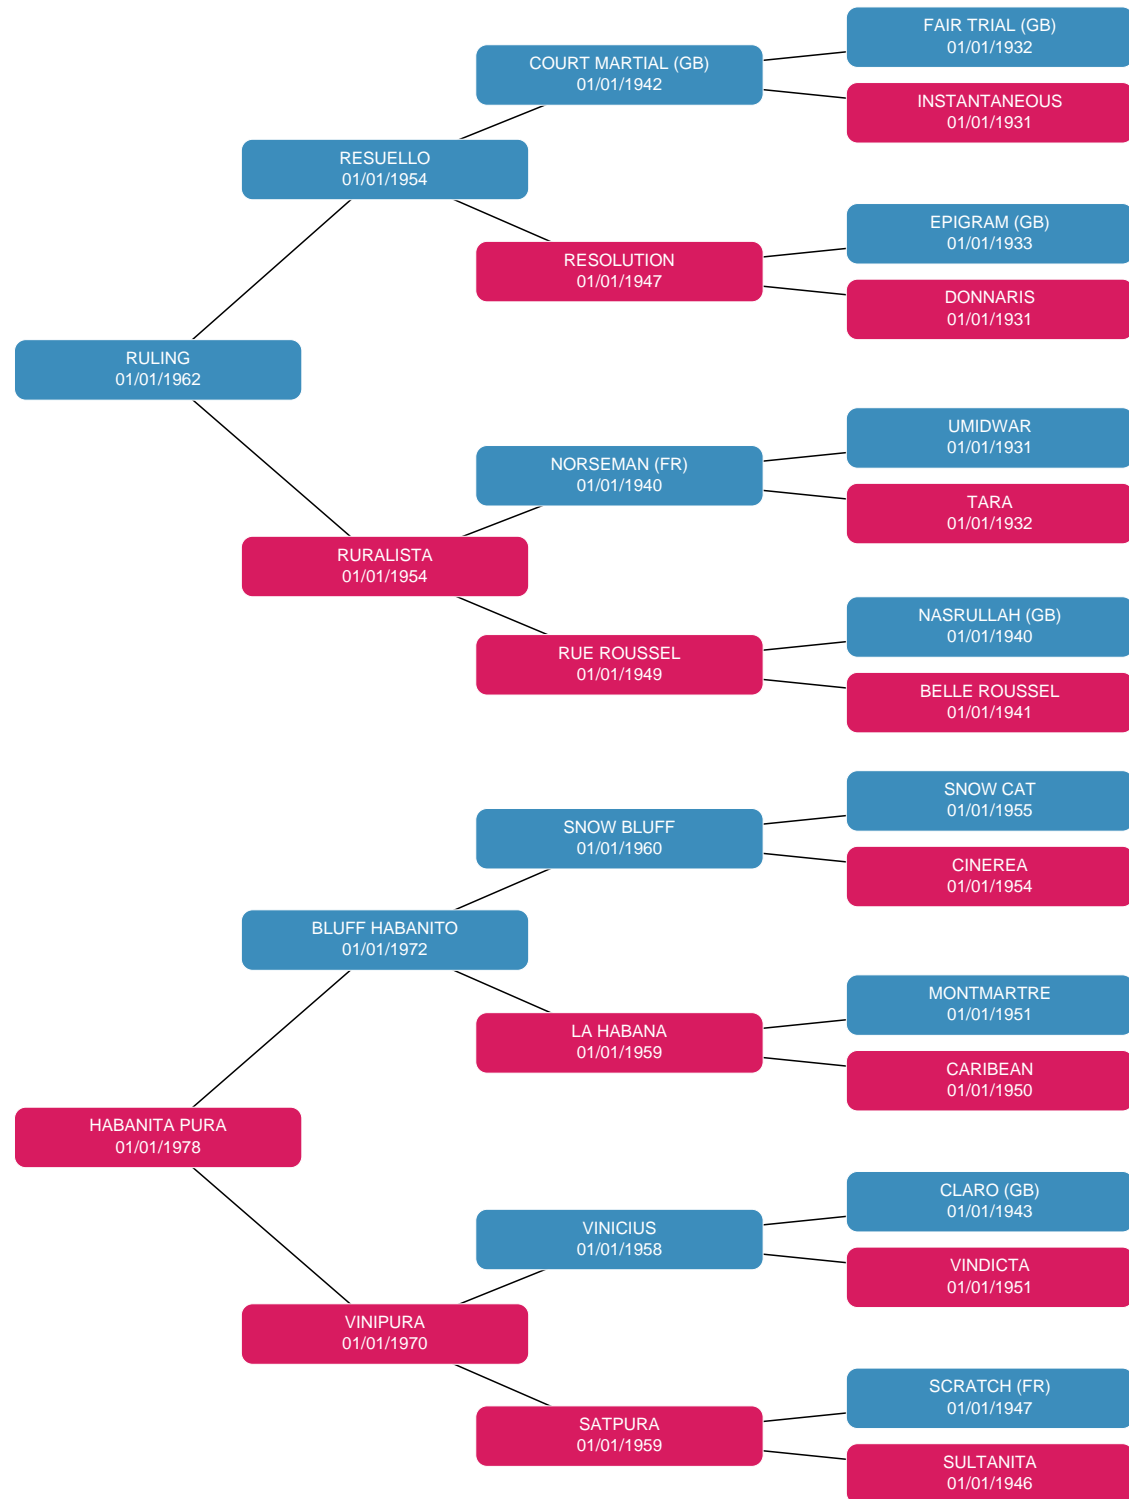 FAIR TRIAL (GB)
01/01/1932
COURT MARTIAL (GB)
01/01/1942
INSTANTANEOUS
01/01/1931
RESUELLO
01/01/1954
EPIGRAM (GB)
01/01/1933
RESOLUTION
01/01/1947
DONNARIS
01/01/1931
RULING
01/01/1962
UMIDWAR
01/01/1931
NORSEMAN (FR)
01/01/1940
TARA
01/01/1932
RURALISTA
01/01/1954
NASRULLAH (GB)
01/01/1940
RUE ROUSSEL
01/01/1949
BELLE ROUSSEL
01/01/1941
SNOW CAT
01/01/1955
SNOW BLUFF
01/01/1960
CINEREA
01/01/1954
BLUFF HABANITO
01/01/1972
MONTMARTRE
01/01/1951
LA HABANA
01/01/1959
CARIBEAN
01/01/1950
HABANITA PURA
01/01/1978
CLARO (GB)
01/01/1943
VINICIUS
01/01/1958
VINDICTA
01/01/1951
VINIPURA
01/01/1970
SCRATCH (FR)
01/01/1947
SATPURA
01/01/1959
SULTANITA
01/01/1946